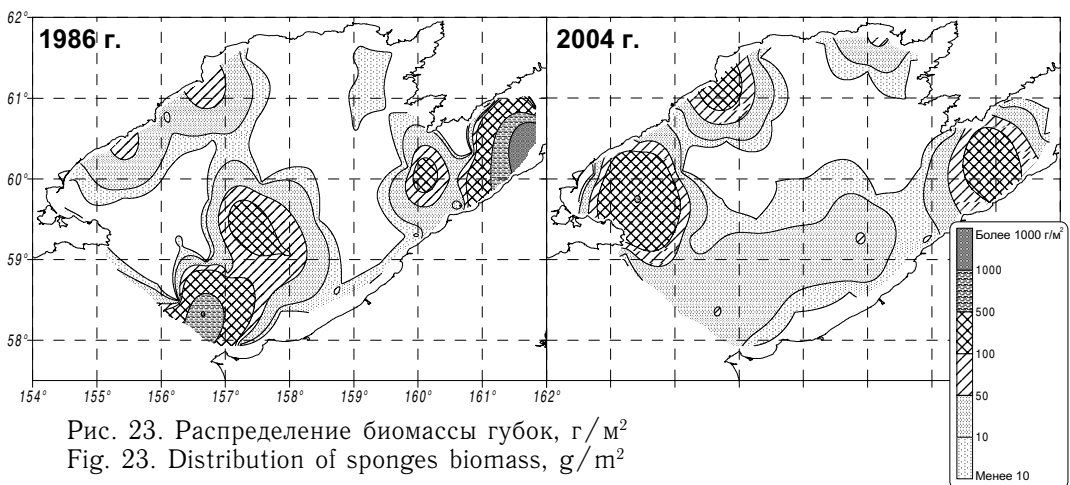 62°
1986 г.
2004 г.
61°
60°
59°
58°
154° 155° 156° 157° 158° 159° 160° 161° 162°
Более 1000 г/м²
1000
500
100
50
10
Менее 10
Рис. 23. Распределение биомассы губок, г/м²
Fig. 23. Distribution of sponges biomass, g/m²